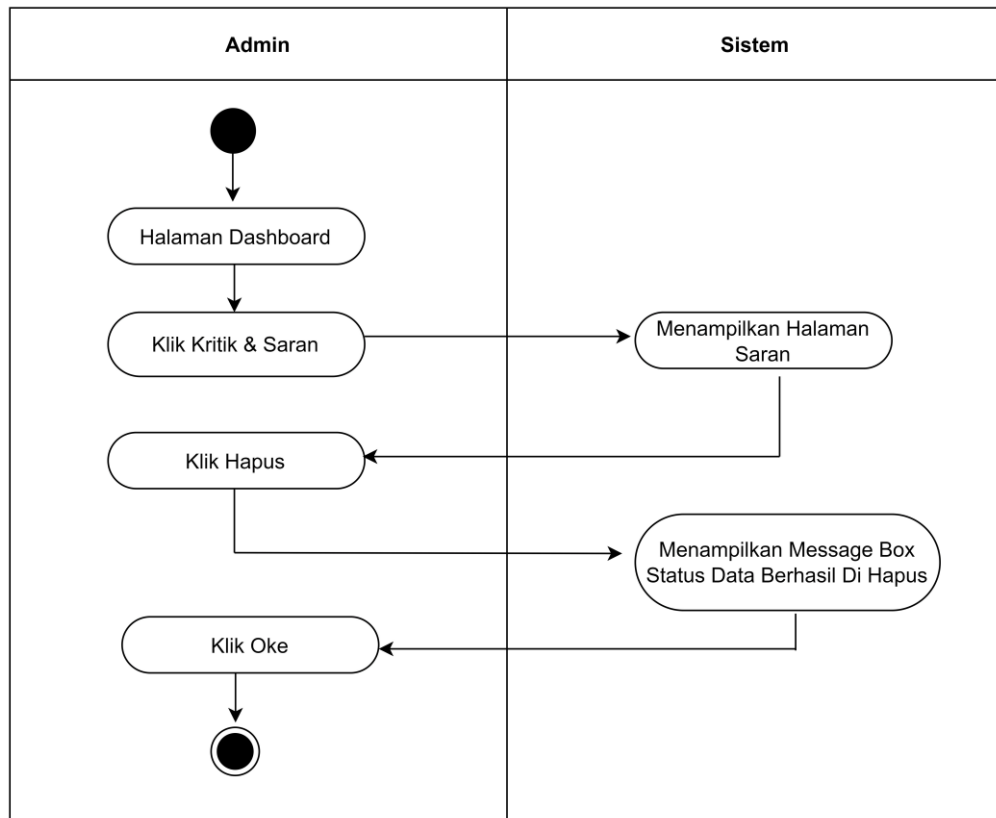 Admin
Sistem
Halaman Dashboard
Klik Kritik & Saran
Menampilkan Halaman
Saran
Klik Hapus
Menampilkan Message Box
Status Data Berhasil Di Hapus
Klik Oke